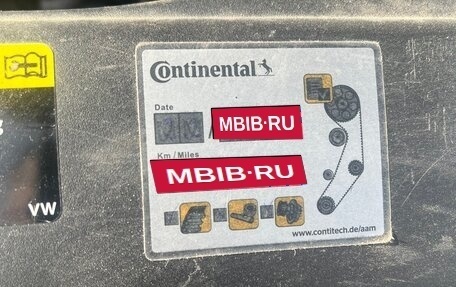 Continental
Date
MBIB·RU
Km / Miles
MBIB·RU
VW
www.contitech.de/aam